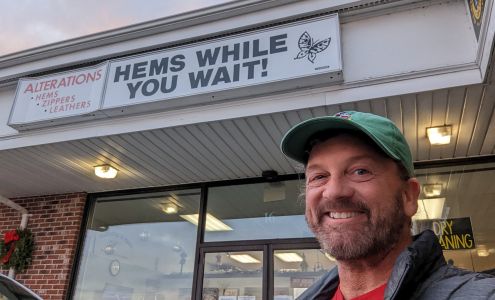 ALTERATIONS
• HEMS
• ZIPPERS
• LEATHERS
HEMS WHILE
YOU WAIT!
DRY
CLEANING